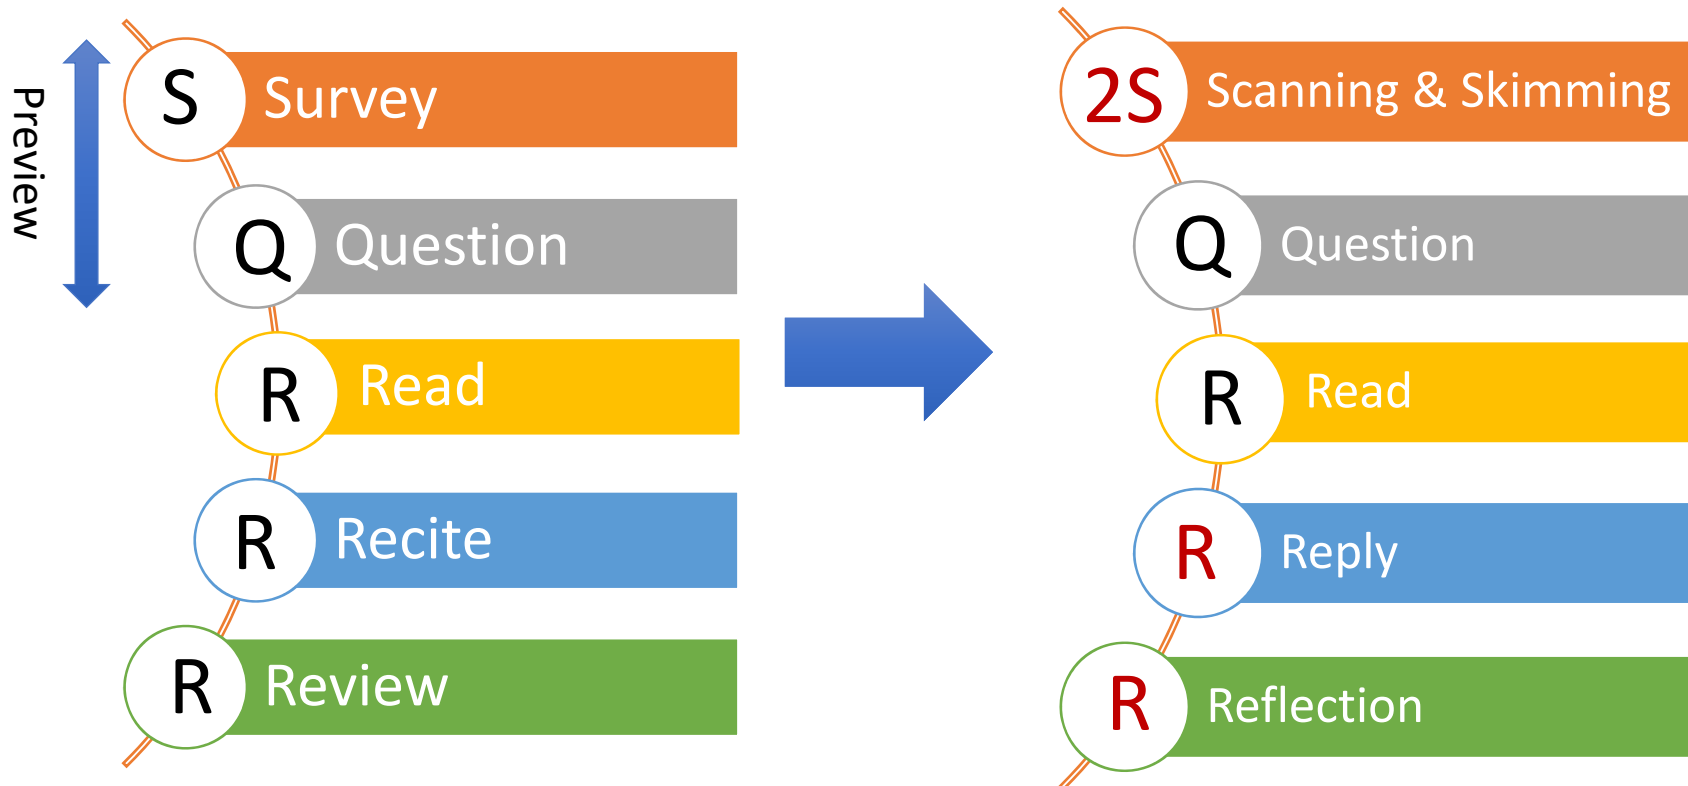 Preview
S Survey
Q Question
R Read
R Recite
R Review
2S Scanning & Skimming
Q Question
R Read
R Reply
R Reflection